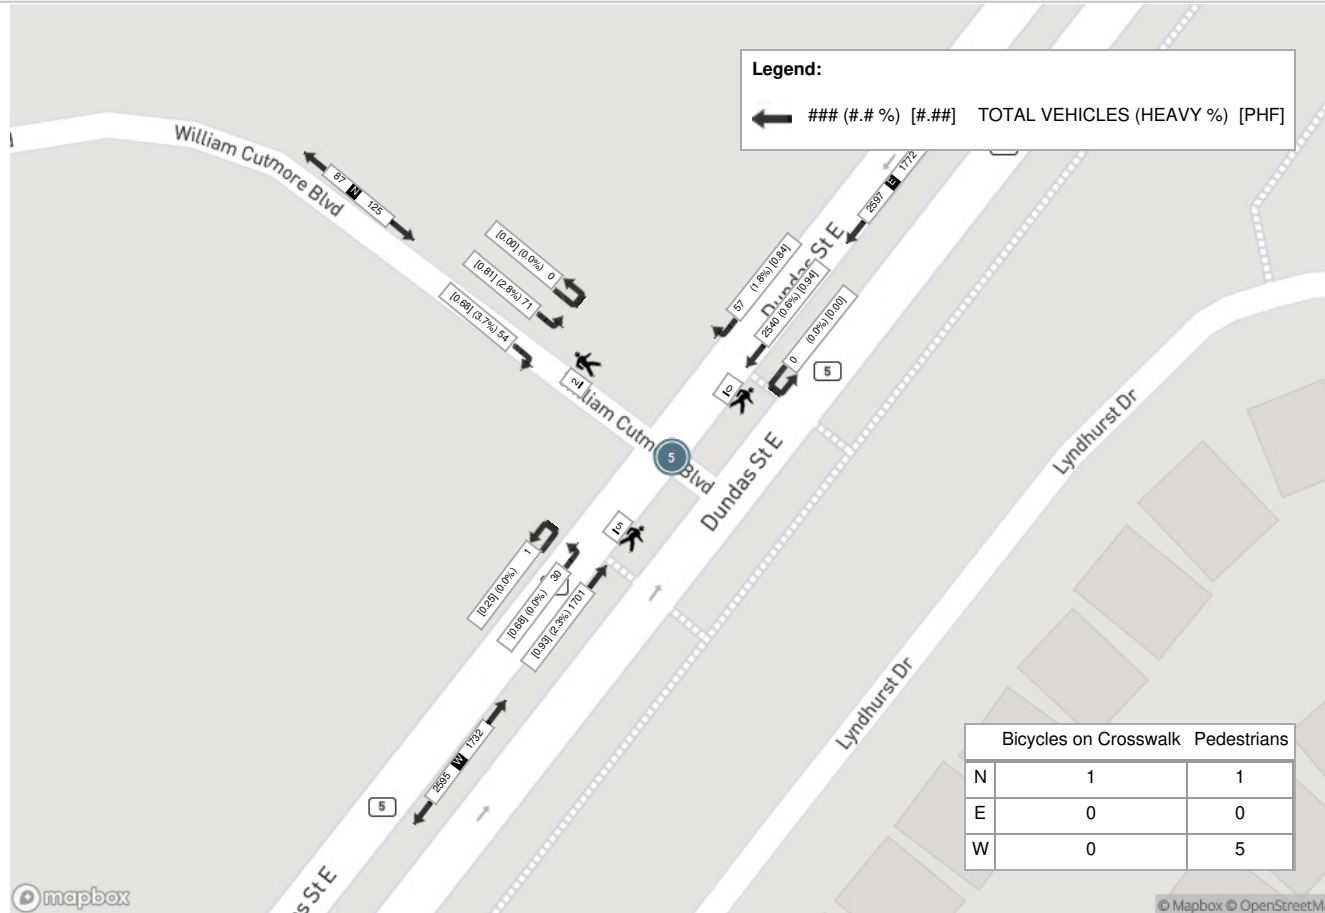 Legend:
### (#.# %) [#.##] TOTAL VEHICLES (HEAVY %) [PHF]
William Cutmore Blvd
87 N 125
[0.00] (0.0%) 0
[0.81] (2.8%) 71
[0.68] (3.7%) 54
2597 E 1772
Dundas St E
57 (1.8%) [0.84]
2540 (0.6%) [0.94]
0 (0.0%) [0.00]
5
2
0
William Cutmore Blvd
5
Dundas St E
Lyndhurst Dr
5
1 (0.0%) [0.25]
30 (0.0%) [0.68]
[0.93] (2.3%) 1701
Lyndhurst Dr
2595 W 1732
5
Bicycles on Crosswalk Pedestrians
N 1 1
E 0 0
W 0 5
as St E
mapbox
© Mapbox © OpenStreetM